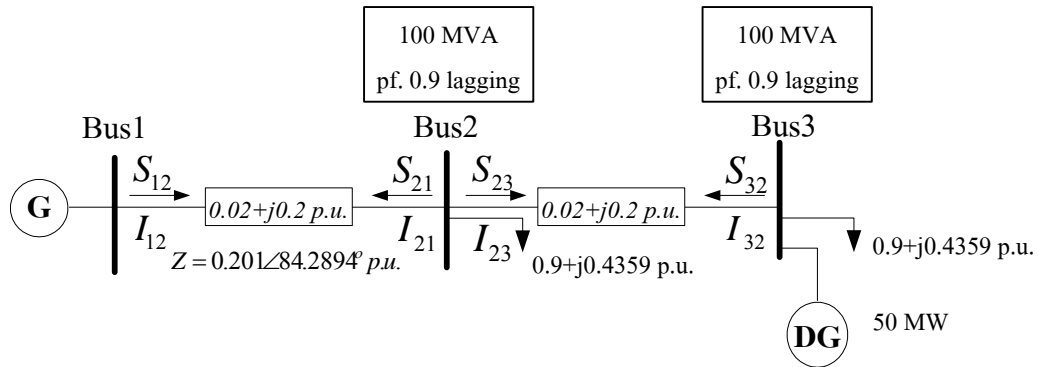 100 MVA
pf. 0.9 lagging
100 MVA
pf. 0.9 lagging
Bus1
Bus2
Bus3
S12
S21
S23
S32
G
0.02+j0.2 p.u.
0.02+j0.2 p.u.
I12
I21
I23
I32
Z = 0.201∠84.2894° p.u.
0.9+j0.4359 p.u.
0.9+j0.4359 p.u.
DG
50 MW